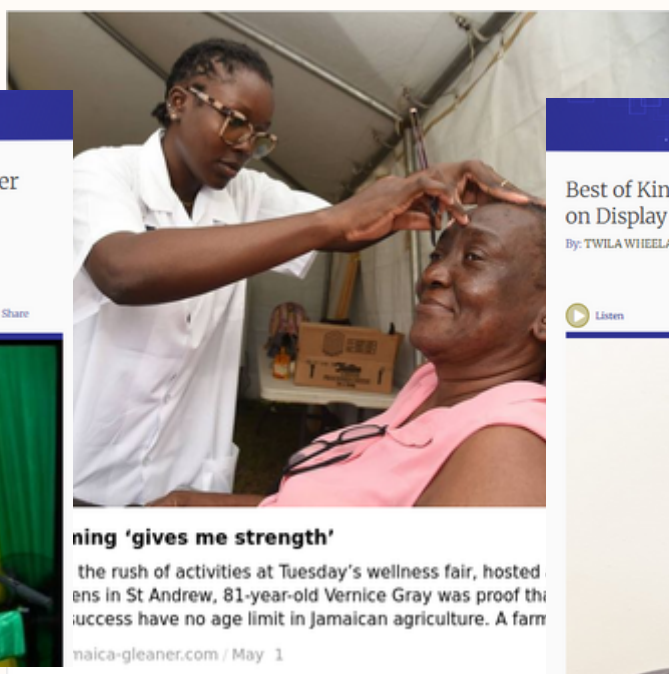 er
Share
ming ‘gives me strength’
the rush of activities at Tuesday’s wellness fair, hosted
ens in St Andrew, 81-year-old Vernice Gray was proof tha
success have no age limit in Jamaican agriculture. A farm
maica-gleaner.com / May 1
Best of Kin
on Display
By: TWILA WHEELA
Listen